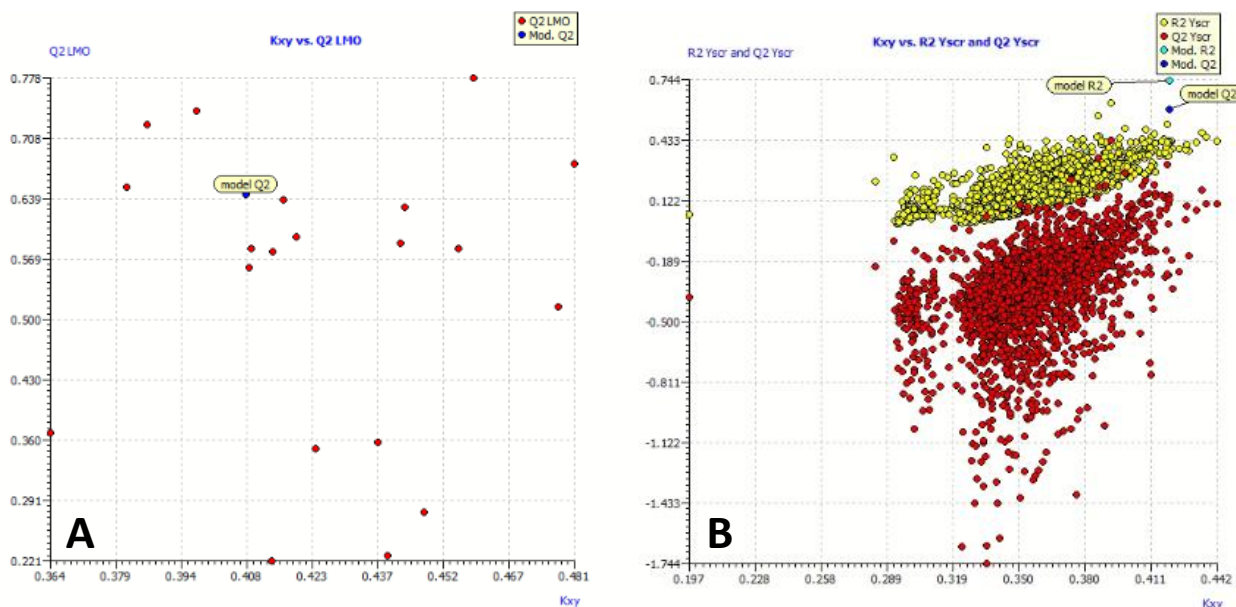 Kxy vs. Q2 LMO
Q2 LMO
Mod. Q2
Q2 LMO
0.778
0.708
0.639
0.569
0.500
0.430
0.360
0.291
0.221
model Q2
A
0.364 0.379 0.394 0.408 0.423 0.437 0.452 0.467 0.481
Kxy
Kxy vs. R2 Yscr and Q2 Yscr
R2 Yscr
Q2 Yscr
Mod. R2
Mod. Q2
R2 Yscr and Q2 Yscr
0.744
0.433
0.122
-0.189
-0.500
-0.811
-1.122
-1.433
-1.744
model R2
model Q2
B
0.197 0.228 0.258 0.289 0.319 0.350 0.380 0.411 0.442
Kxy